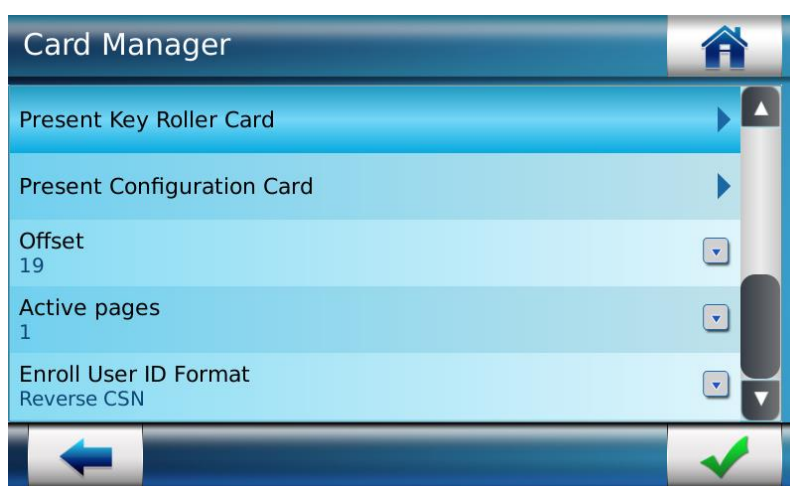 Card Manager
Present Key Roller Card
Present Configuration Card
Offset
19
Active pages
1
Enroll User ID Format
Reverse CSN